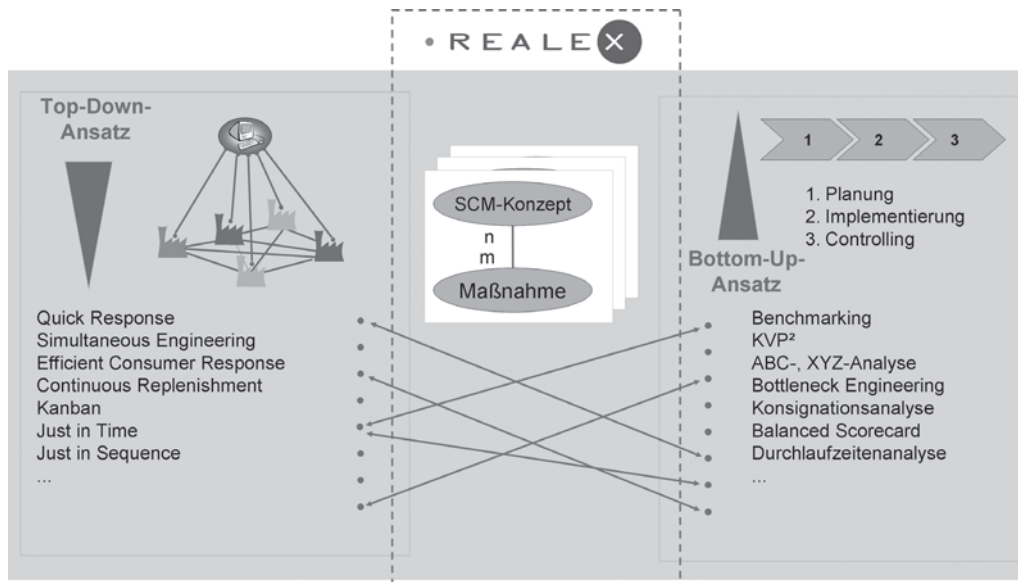 • REALEX
Top-Down-
Ansatz
Quick Response
Simultaneous Engineering
Efficient Consumer Response
Continuous Replenishment
Kanban
Just in Time
Just in Sequence
...
SCM-Konzept
n
m
Maßnahme
1 2 3
1. Planung
2. Implementierung
3. Controlling
Bottom-Up-
Ansatz
Benchmarking
KVP²
ABC-, XYZ-Analyse
Bottleneck Engineering
Konsignationsanalyse
Balanced Scorecard
Durchlaufzeitenanalyse
...